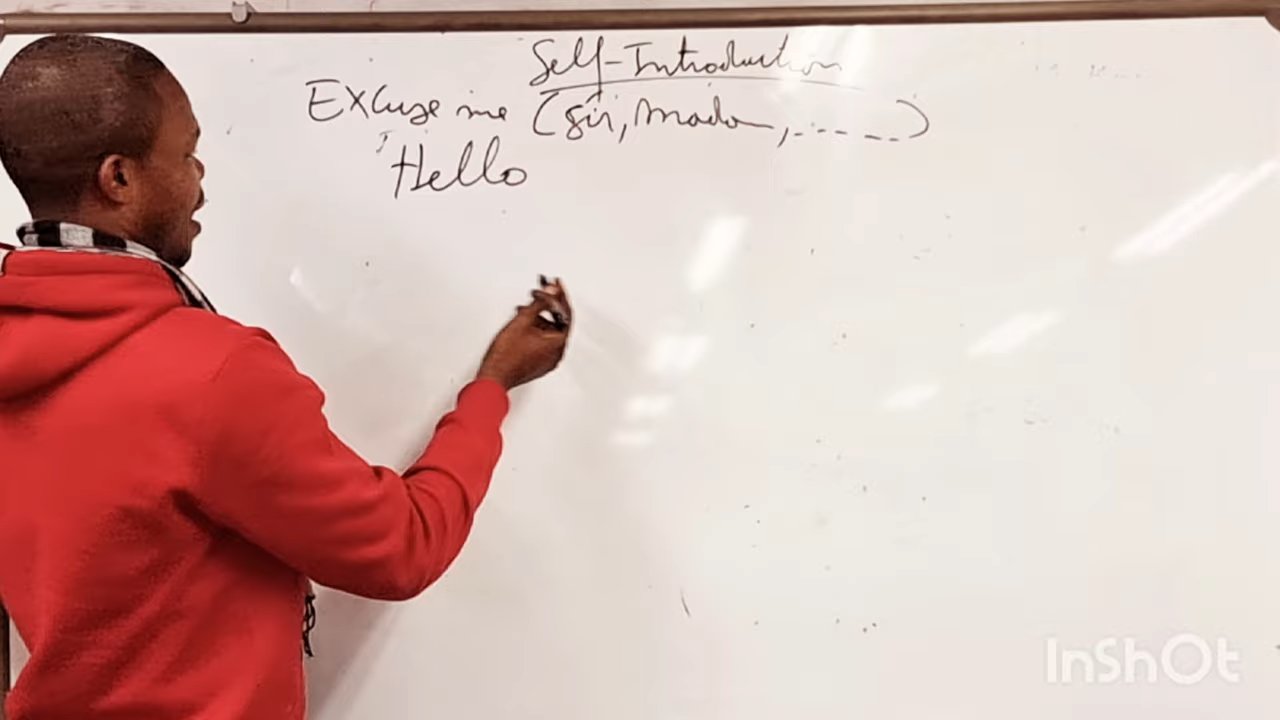 Self-Introduction
Excuse me (sir, Madam, ..........)
Hello
InShOt